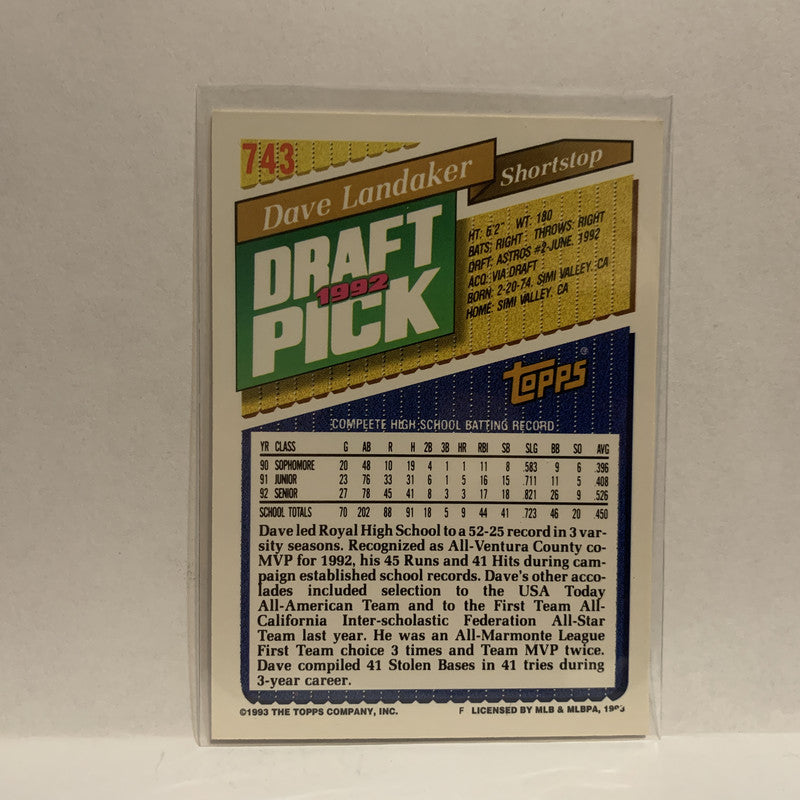 743
Dave Landaker
Shortstop
DRAFT
1992
PICK
HT: 6'2" WT: 180
BATS: RIGHT THROWS: RIGHT
DRFT: ASTROS #2-JUNE, 1992
ACQ: VIA DRAFT
BORN: 2-20-74, SIMI VALLEY, CA
HOME: SIMI VALLEY, CA
Topps
COMPLETE HIGH SCHOOL BATTING RECORD
YR CLASS G AB R H 2B 3B HR RBI SB SLG BB SO AVG
90 SOPHOMORE 20 48 10 19 4 1 1 11 8 .583 9 6 .396
91 JUNIOR 23 76 33 31 6 1 5 16 15 .711 11 5 .408
92 SENIOR 27 78 45 41 8 3 3 17 18 .821 26 9 .526
SCHOOL TOTALS 70 202 88 91 18 5 9 44 41 .723 46 20 .450
Dave led Royal High School to a 52-25 record in 3 var-
sity seasons. Recognized as All-Ventura County co-
MVP for 1992, his 45 Runs and 41 Hits during cam-
paign established school records. Dave's other acco-
lades included selection to the USA Today
All-American Team and to the First Team All-
California Inter-scholastic Federation All-Star
Team last year. He was an All-Marmonte League
First Team choice 3 times and Team MVP twice.
Dave compiled 41 Stolen Bases in 41 tries during
3-year career.
©1993 THE TOPPS COMPANY, INC. F LICENSED BY MLB & MLBPA, 1993